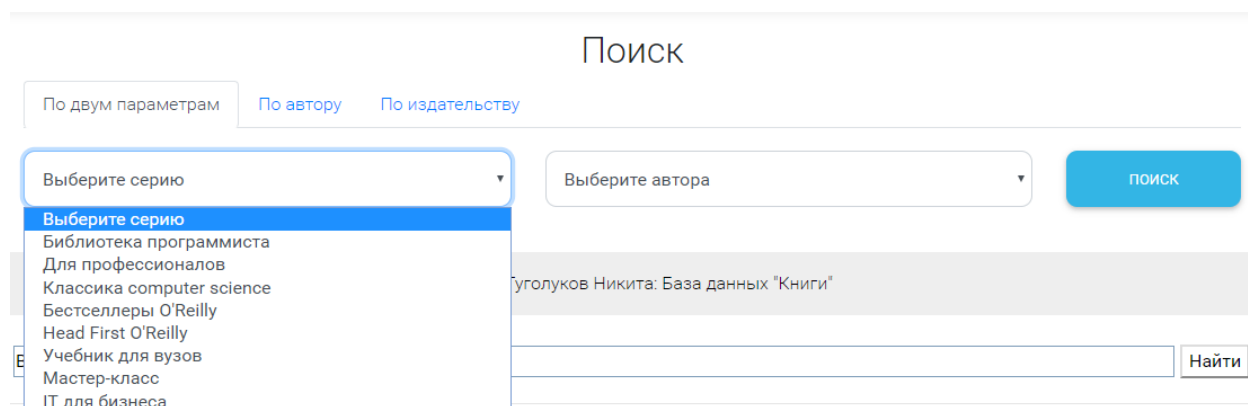 Поиск
По двум параметрам По автору По издательству
Выберите серию Выберите автора ПОИСК
Выберите серию
Библиотека программиста
Для профессионалов
Классика computer science
Бестселлеры O'Reilly
Head First O'Reilly
Учебник для вузов
Мастер-класс
IT для бизнеса
Гуголуков Никита: База данных "Книги"
Найти